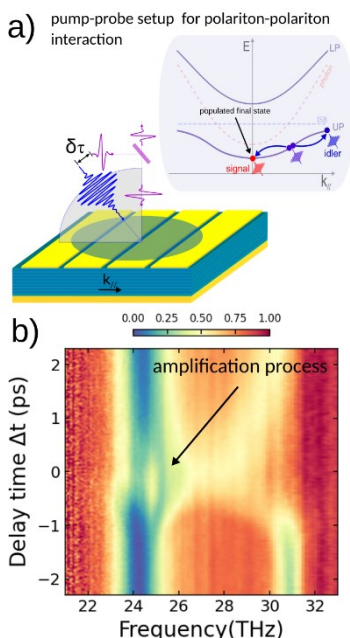 a) pump-probe setup for polariton-polariton
interaction
E
LP
photon
populated final state
UP
idler
signal
k//
δτ
k//
b)
0.00 0.25 0.50 0.75 1.00
amplification process
Delay time Δt (ps)
2
1
0
-1
-2
22 24 26 28 30 32
Frequency(THz)